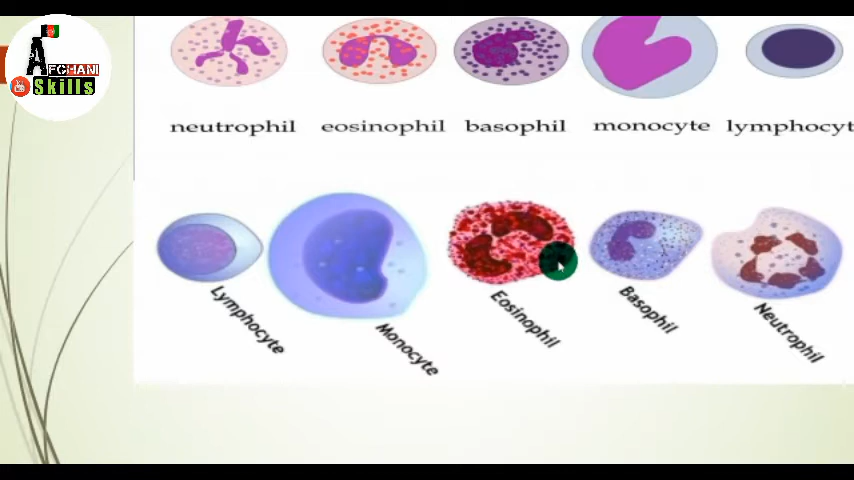 AFGHANI
Skills
neutrophil eosinophil basophil monocyte lymphocyt
Lymphocyte
Monocyte
Eosinophil
Basophil
Neutrophil